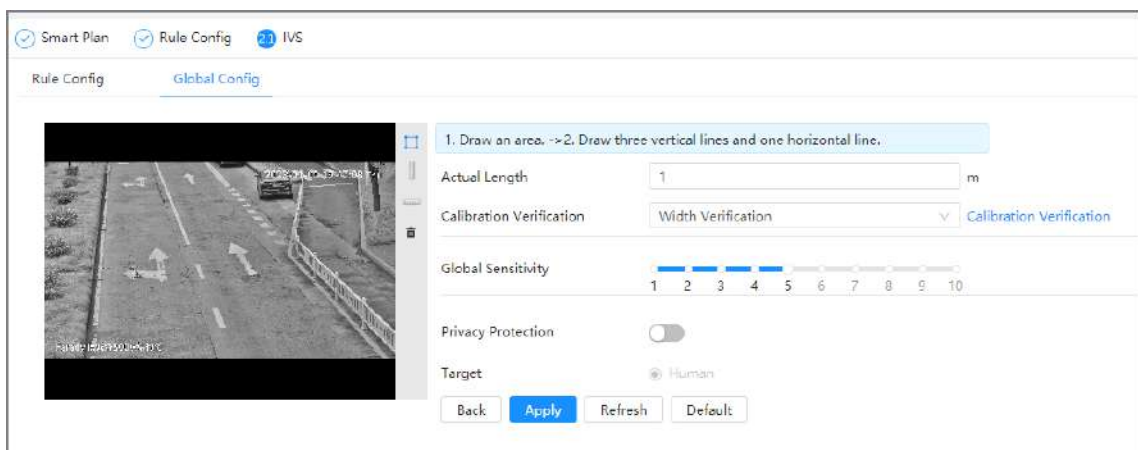 Smart Plan Rule Config 21 IVS
Rule Config Global Config
1. Draw an area. ->2. Draw three vertical lines and one horizontal line.
Actual Length 1 m
Calibration Verification Width Verification Calibration Verification
Global Sensitivity
1 2 3 4 5 6 7 8 9 10
Privacy Protection
Target Human
Back Apply Refresh Default